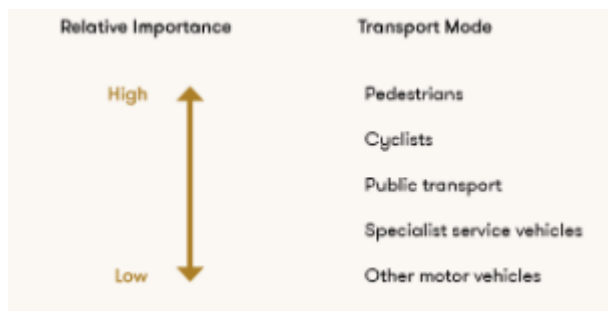 Relative Importance Transport Mode
High Pedestrians
Cyclists
Public transport
Specialist service vehicles
Low Other motor vehicles